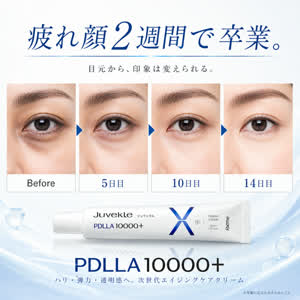 疲れ顔2週間で卒業。
目元から、印象は変えられる。
Before
5日目
10日目
14日目
Juvekte
PDLLA 10000+
X
PDLLA 10000+
ハリ・弾力・透明感へ。次世代エイジングケアクリーム